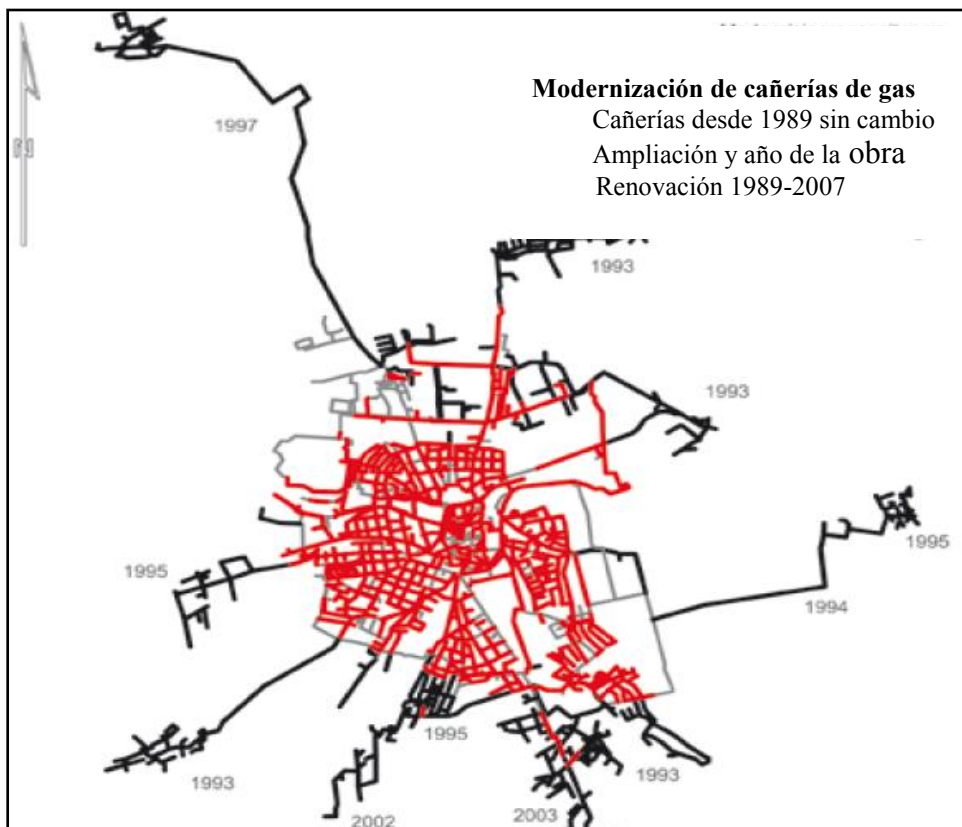 Modernización de cañerías de gas
Cañerías desde 1989 sin cambio
Ampliación y año de la obra
Renovación 1989-2007
1997
1993
1993
1995
1995
1994
1995
1993
1993
2002
2003